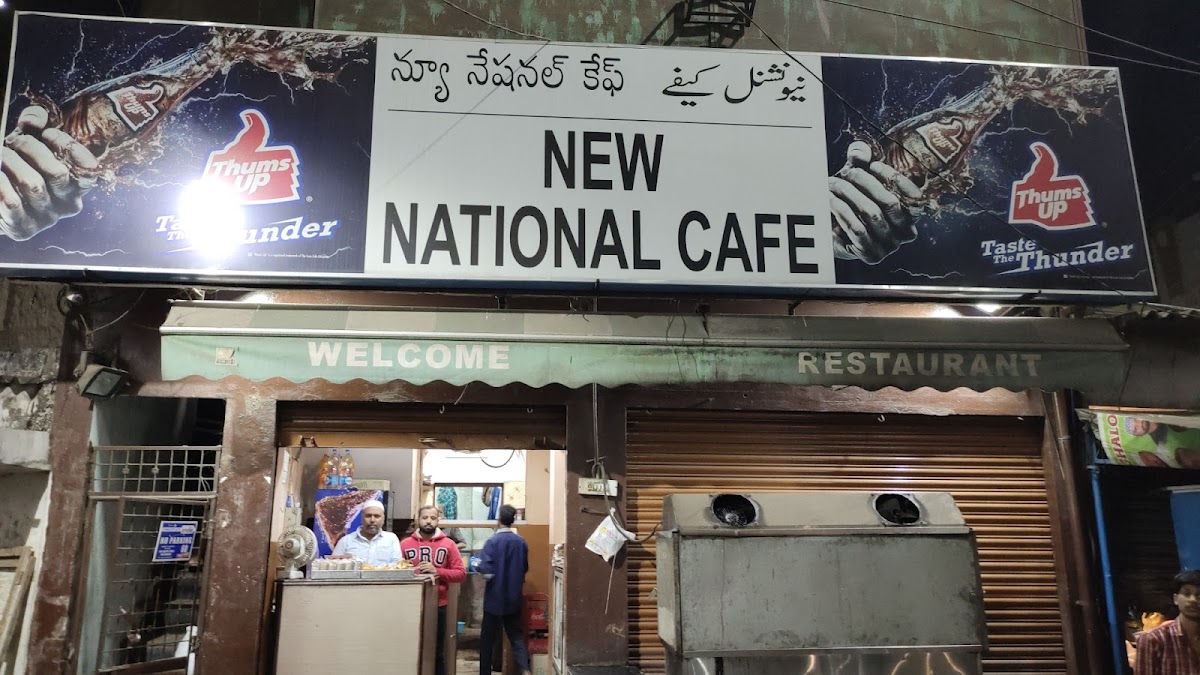 Thums UP
Taste The Thunder
న్యూ నేషనల్ కేఫ్ نیونیشنل کیفے
NEW
NATIONAL CAFE
Thums UP
Taste The Thunder
WELCOME
RESTAURANT
NO PARKING
PRO